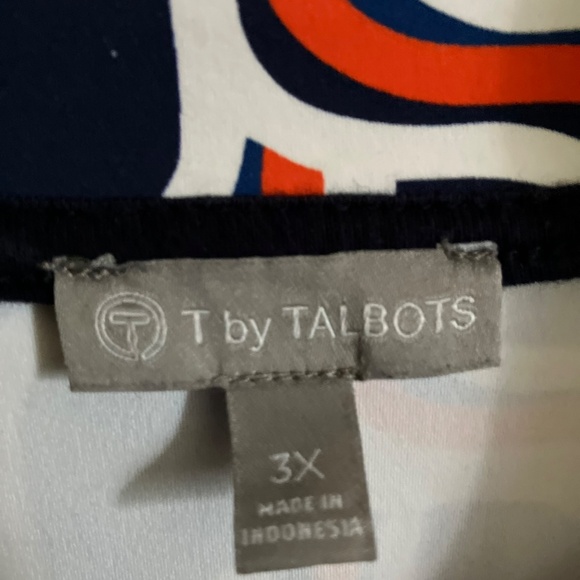 T T by TALBOTS
3X
MADE IN
INDONESIA